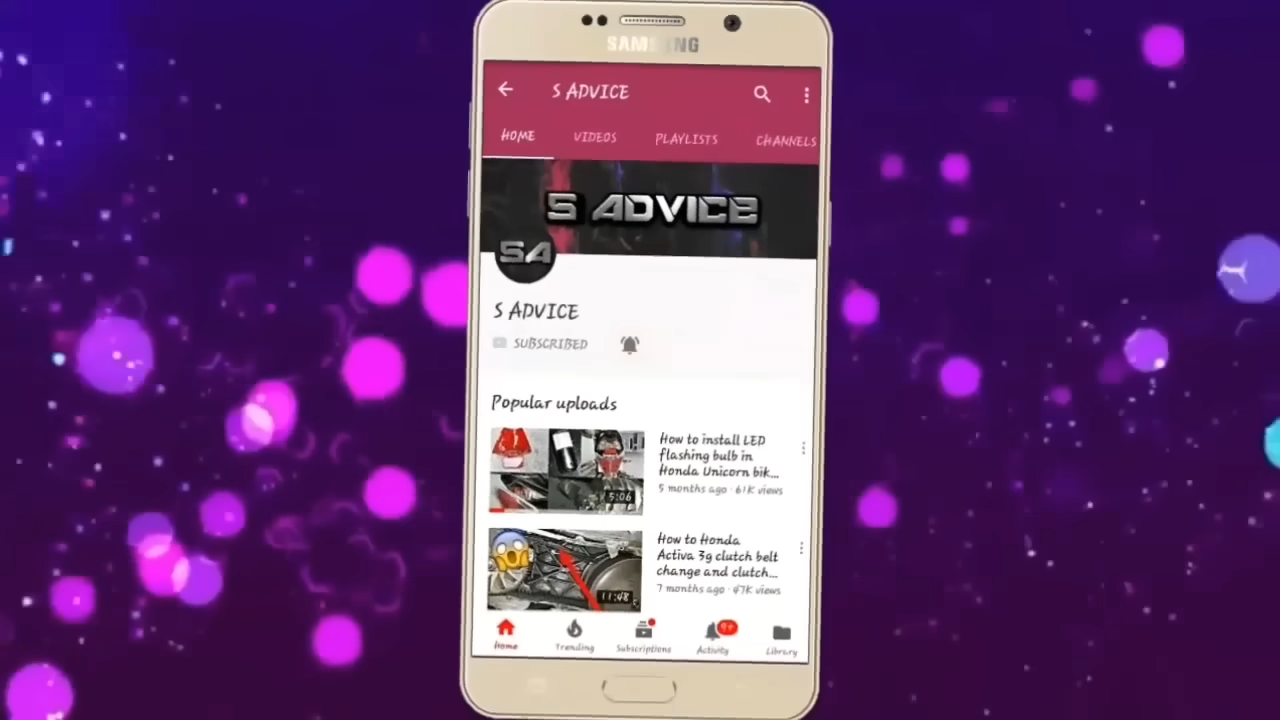 SAMSUNG
S ADVICE
HOME VIDEOS PLAYLISTS CHANNELS
S ADVICE
SA
S ADVICE
SUBSCRIBED
Popular uploads
How to install LED
flashing bulb in
Honda Unicorn bik...
5 months ago · 61K views
5:06
How to Honda
Activa 3g clutch belt
change and clutch...
7 months ago · 47K views
11:48
Home Trending Subscriptions Activity 9+ Library